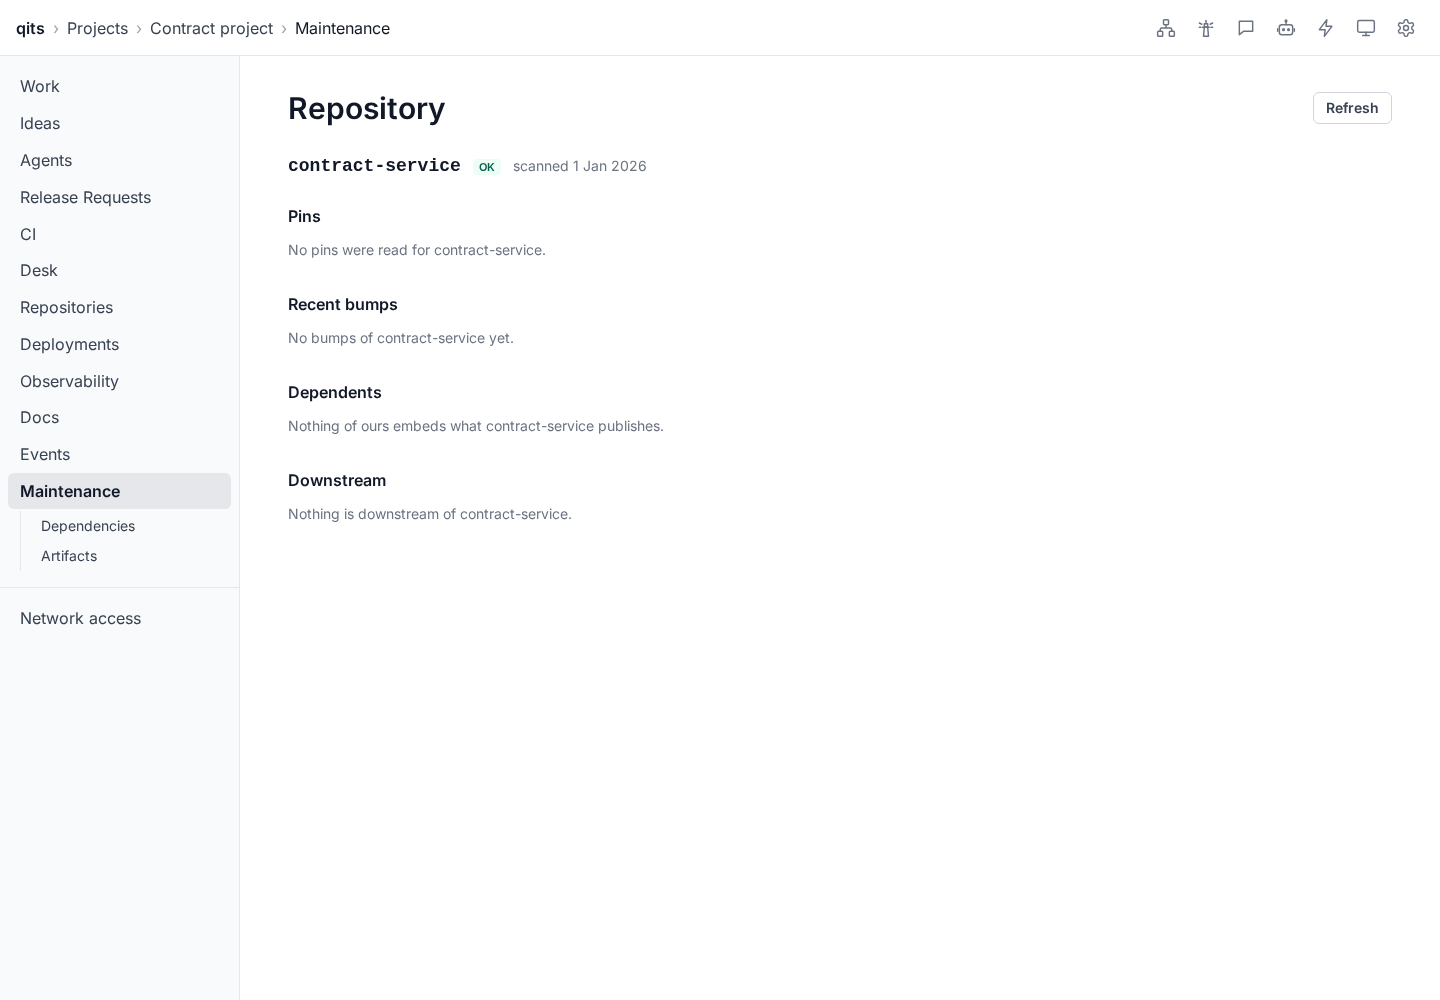 qits › Projects › Contract project › Maintenance
Work
Ideas
Agents
Release Requests
CI
Desk
Repositories
Deployments
Observability
Docs
Events
Maintenance
Dependencies
Artifacts
Network access
Repository
Refresh
contract-service OK scanned 1 Jan 2026
Pins
No pins were read for contract-service.
Recent bumps
No bumps of contract-service yet.
Dependents
Nothing of ours embeds what contract-service publishes.
Downstream
Nothing is downstream of contract-service.